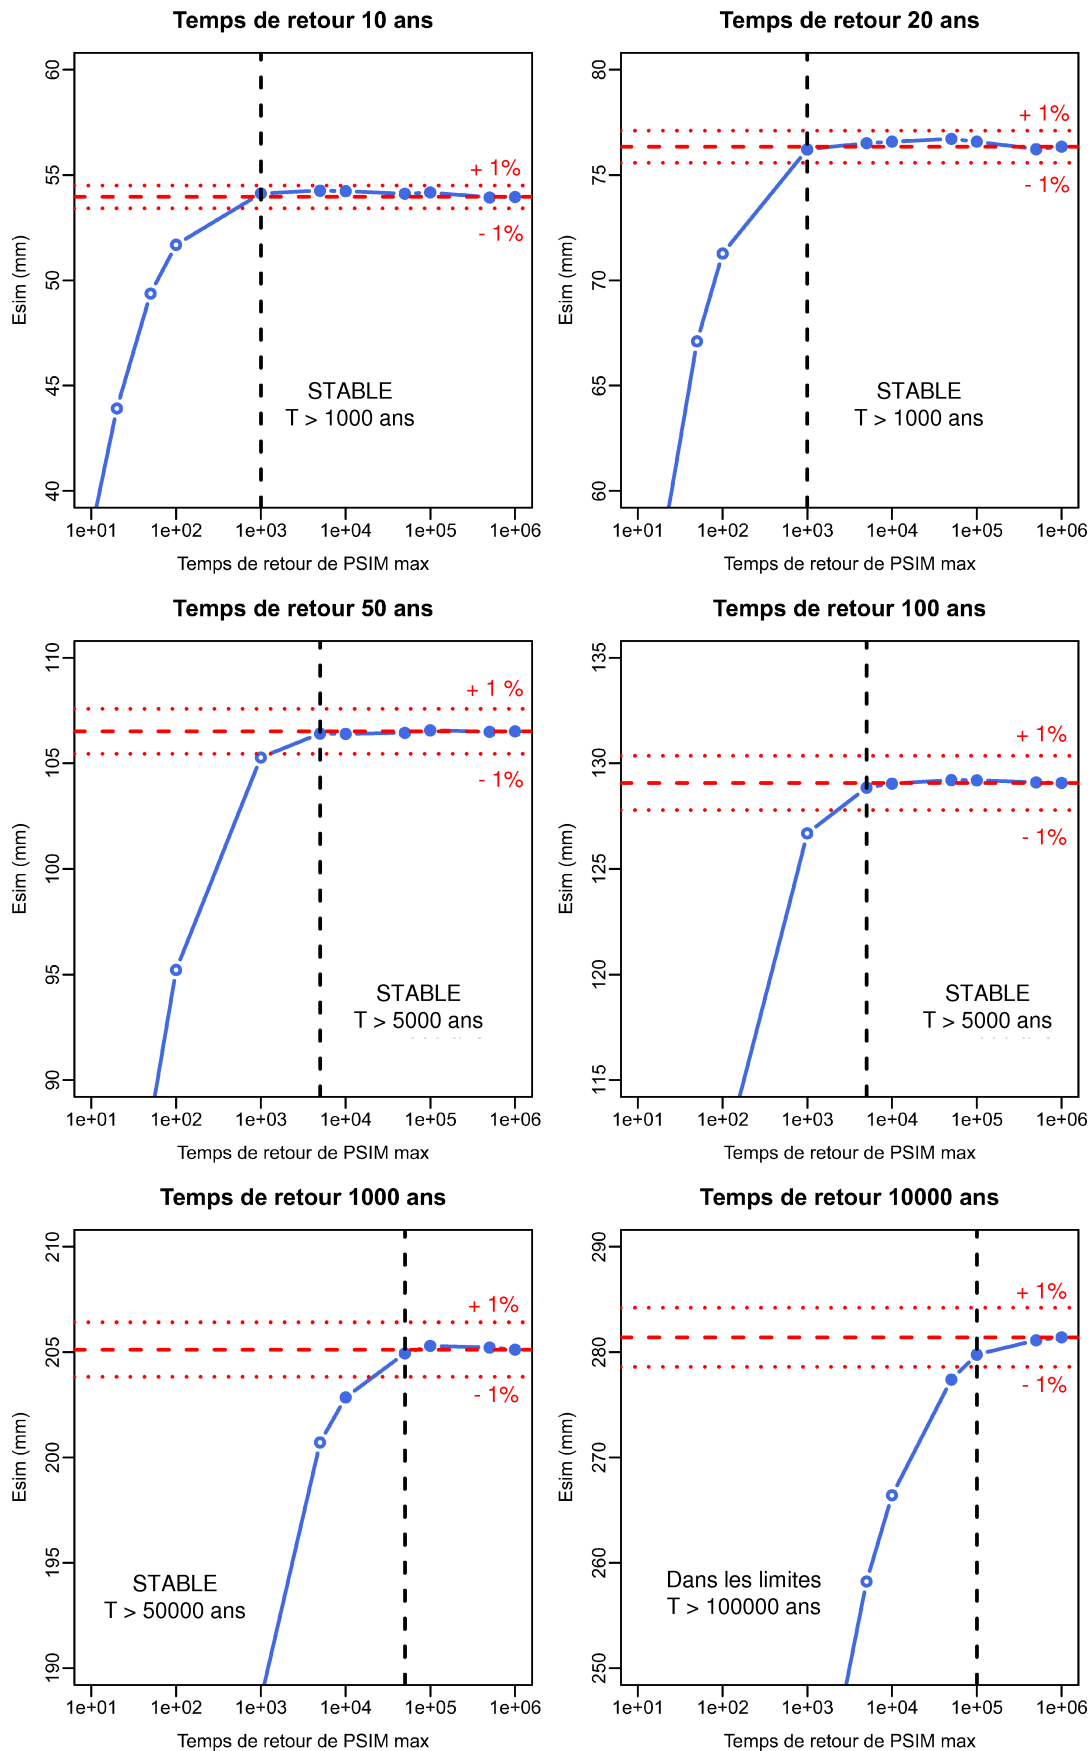 Temps de retour 10 ans
Esim (mm)
60
55
50
45
40
+ 1%
- 1%
STABLE
T > 1000 ans
1e+01 1e+02 1e+03 1e+04 1e+05 1e+06
Temps de retour de PSIM max
Temps de retour 20 ans
Esim (mm)
80
75
70
65
60
+ 1%
- 1%
STABLE
T > 1000 ans
1e+01 1e+02 1e+03 1e+04 1e+05 1e+06
Temps de retour de PSIM max
Temps de retour 50 ans
Esim (mm)
110
105
100
95
90
+ 1 %
- 1%
STABLE
T > 5000 ans
1e+01 1e+02 1e+03 1e+04 1e+05 1e+06
Temps de retour de PSIM max
Temps de retour 100 ans
Esim (mm)
135
130
125
120
115
+ 1%
- 1%
STABLE
T > 5000 ans
1e+01 1e+02 1e+03 1e+04 1e+05 1e+06
Temps de retour de PSIM max
Temps de retour 1000 ans
Esim (mm)
210
205
200
195
190
+ 1%
- 1%
STABLE
T > 50000 ans
1e+01 1e+02 1e+03 1e+04 1e+05 1e+06
Temps de retour de PSIM max
Temps de retour 10000 ans
Esim (mm)
290
280
270
260
250
+ 1%
- 1%
Dans les limites
T > 100000 ans
1e+01 1e+02 1e+03 1e+04 1e+05 1e+06
Temps de retour de PSIM max